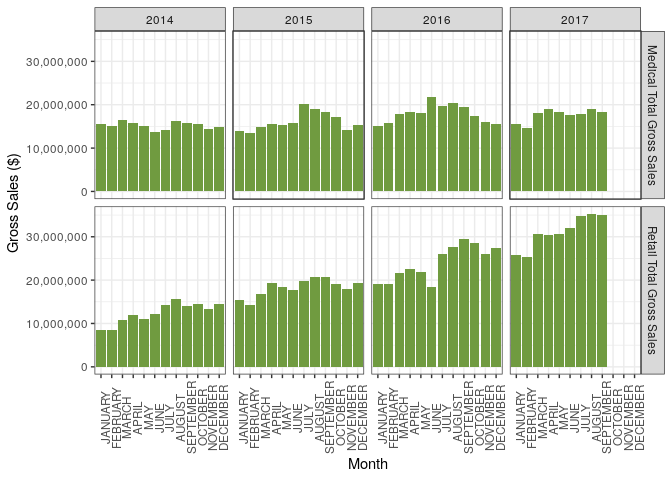 2014 2015 2016 2017
Gross Sales ($)
30,000,000
20,000,000
10,000,000
0
Medical Total Gross Sales
30,000,000
20,000,000
10,000,000
0
Retail Total Gross Sales
JANUARY FEBRUARY MARCH APRIL MAY JUNE JULY AUGUST SEPTEMBER OCTOBER NOVEMBER DECEMBER JANUARY FEBRUARY MARCH APRIL MAY JUNE JULY AUGUST SEPTEMBER OCTOBER NOVEMBER DECEMBER JANUARY FEBRUARY MARCH APRIL MAY JUNE JULY AUGUST SEPTEMBER OCTOBER NOVEMBER DECEMBER JANUARY FEBRUARY MARCH APRIL MAY JUNE JULY AUGUST SEPTEMBER OCTOBER NOVEMBER DECEMBER
Month